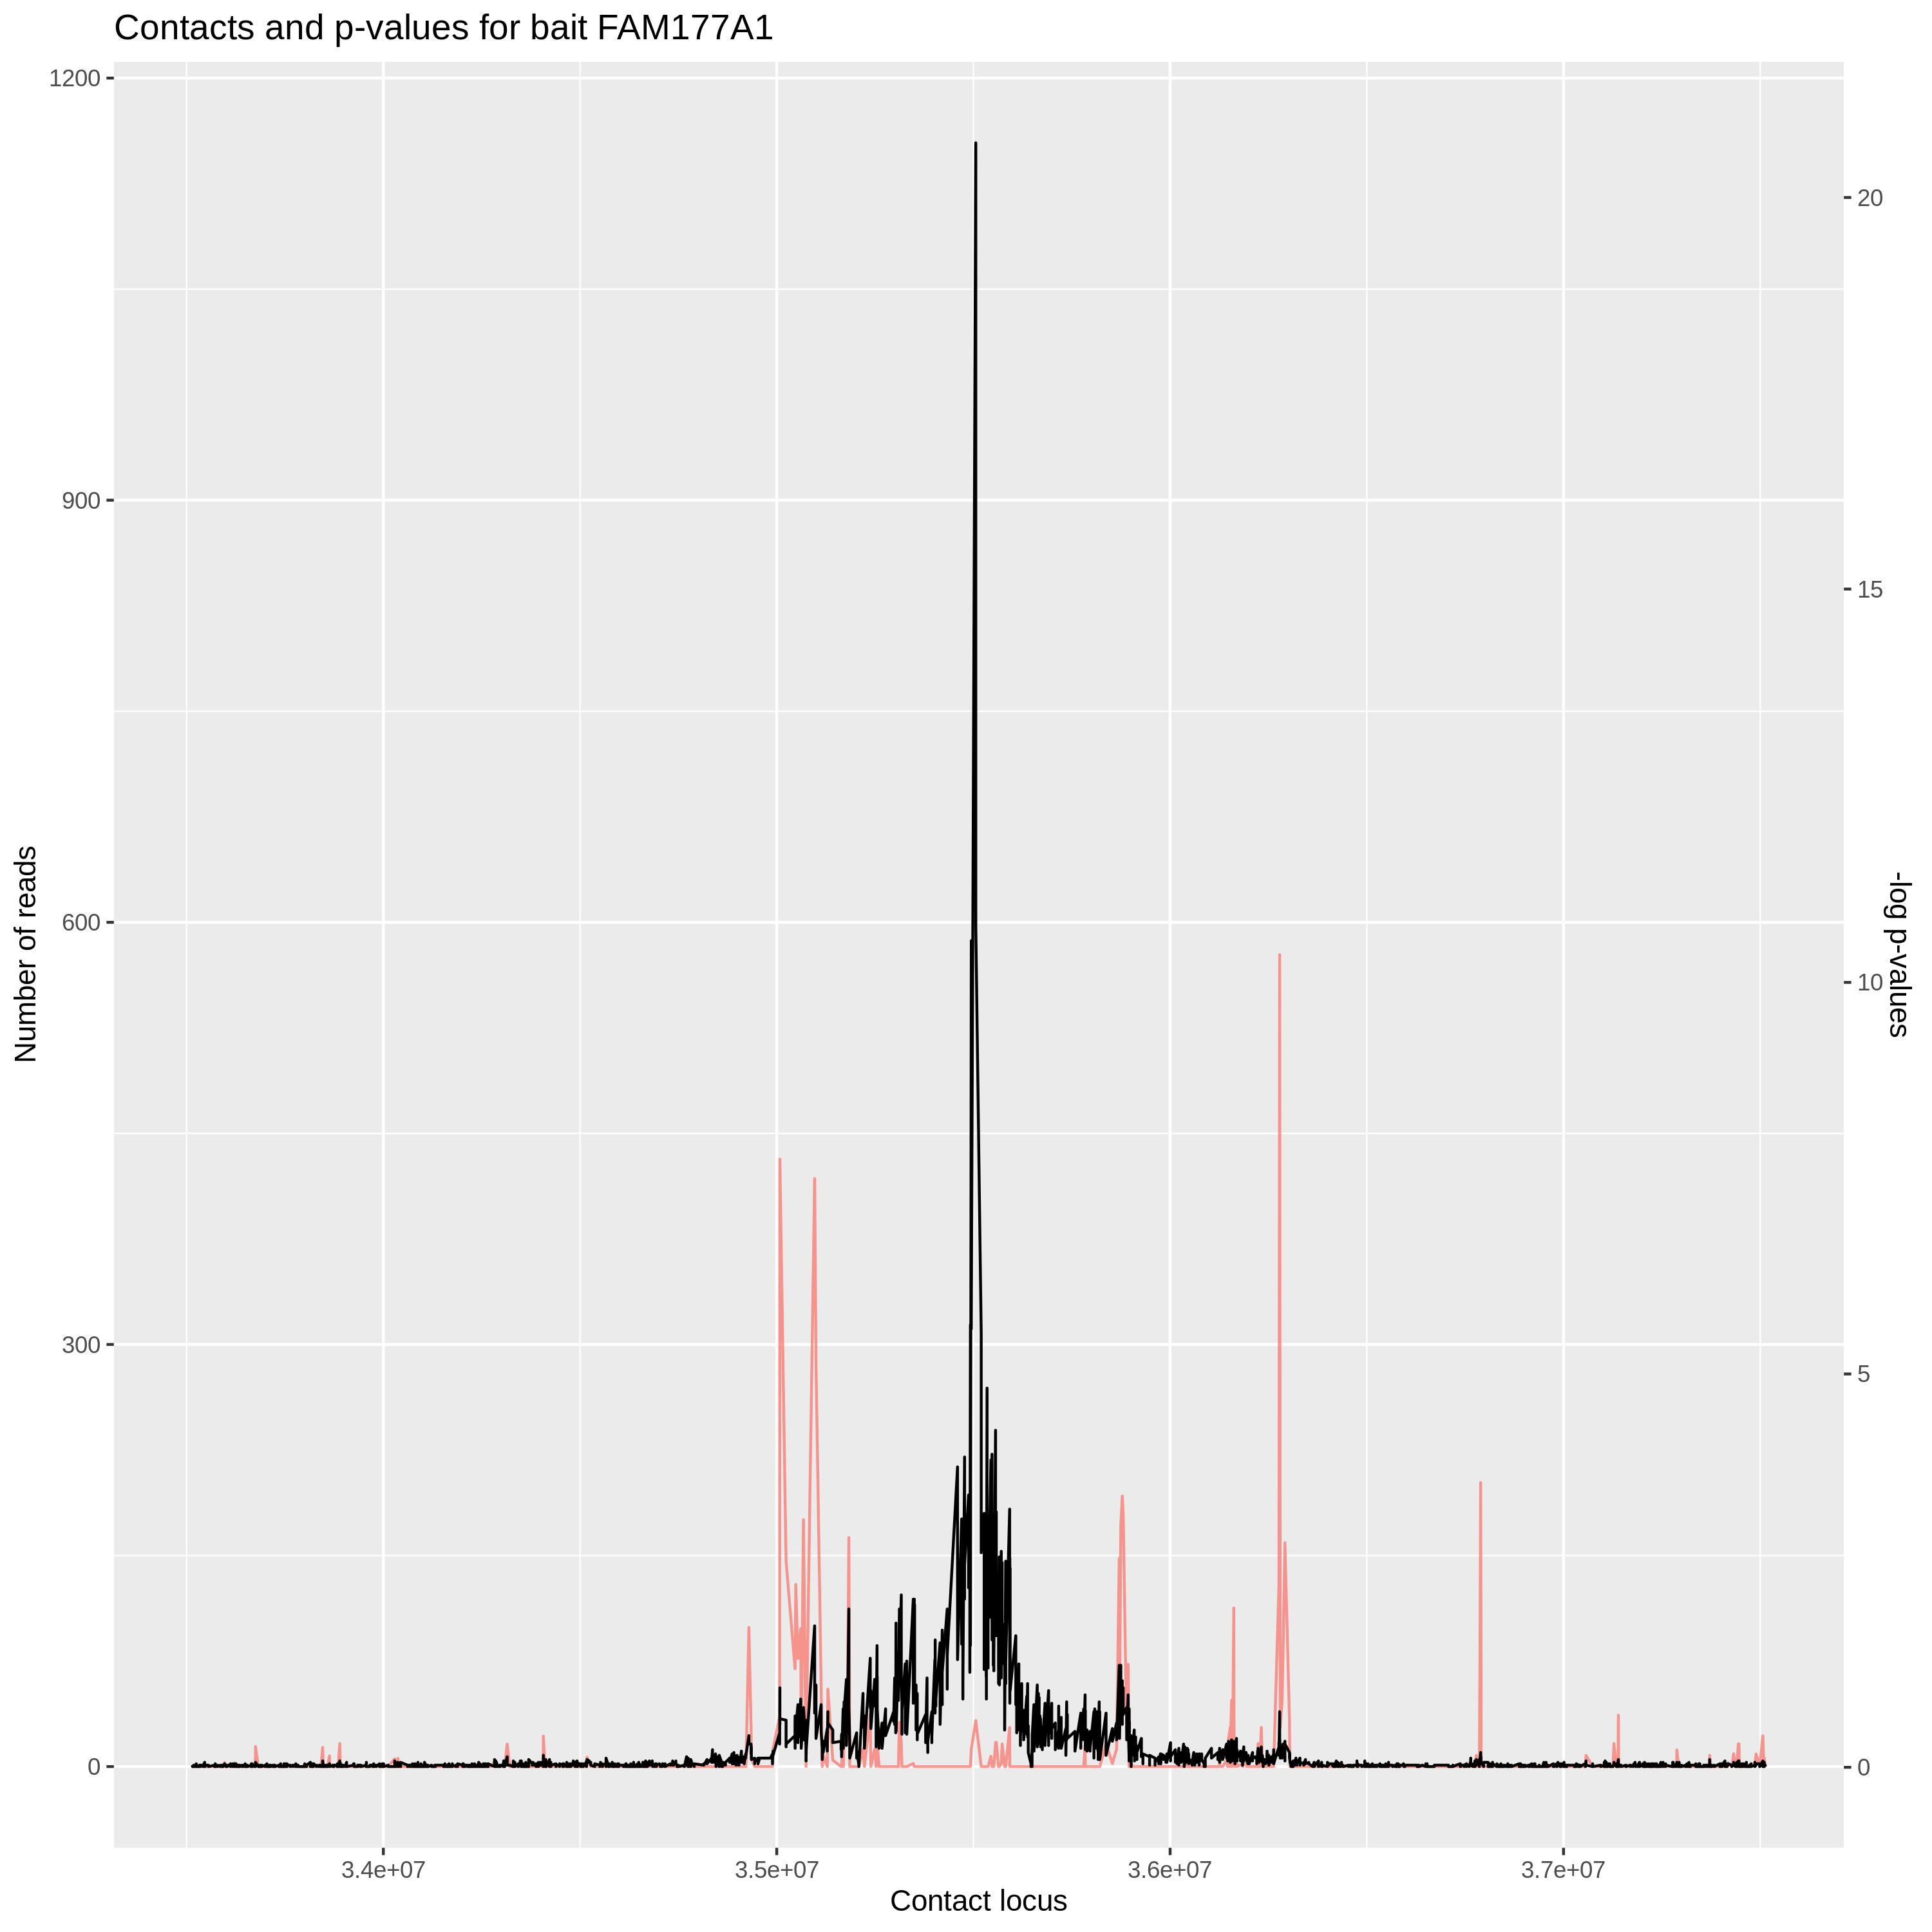 Contacts and p-values for bait FAM177A1
1200
900
600
300
0
Number of reads
20
15
10
5
0
-log p-values
3.4e+07
3.5e+07
3.6e+07
3.7e+07
Contact locus